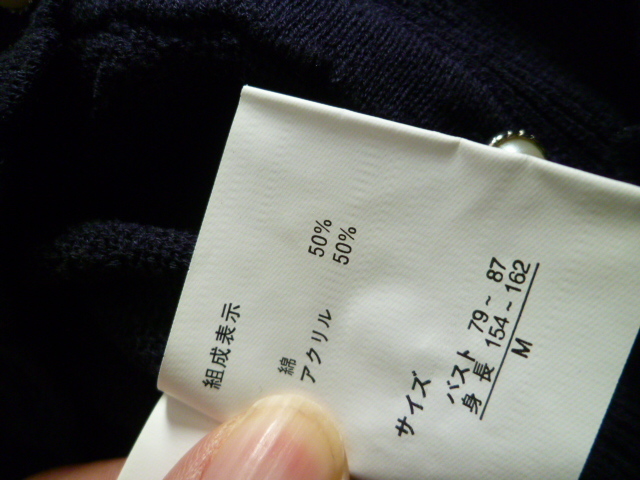 組成表示
綿 50%
アクリル 50%
サイズ
バスト 79~ 87
身長 154~162
M